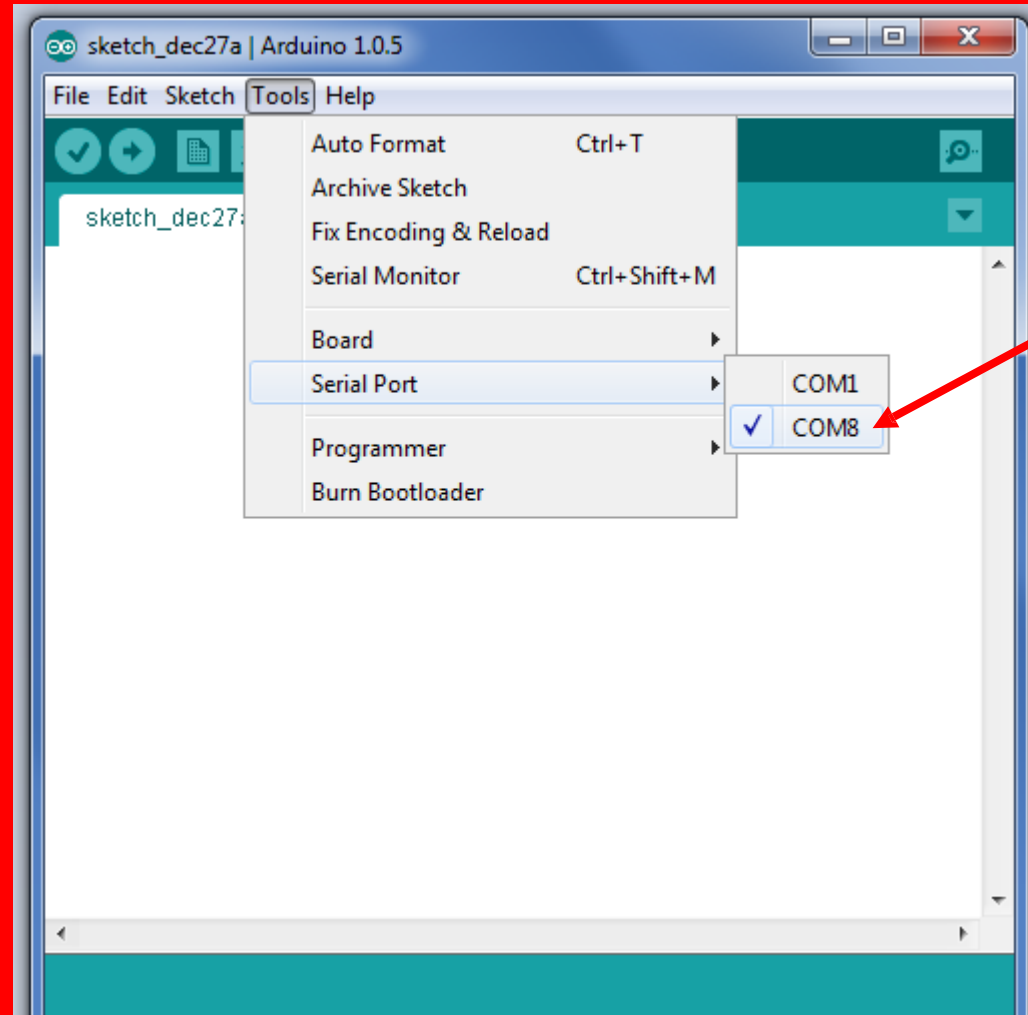 sketch_dec27a | Arduino 1.0.5
File Edit Sketch Tools Help
sketch_dec27a
Auto Format Ctrl+T
Archive Sketch
Fix Encoding & Reload
Serial Monitor Ctrl+Shift+M
Board
Serial Port
COM1
COM8
Programmer
Burn Bootloader